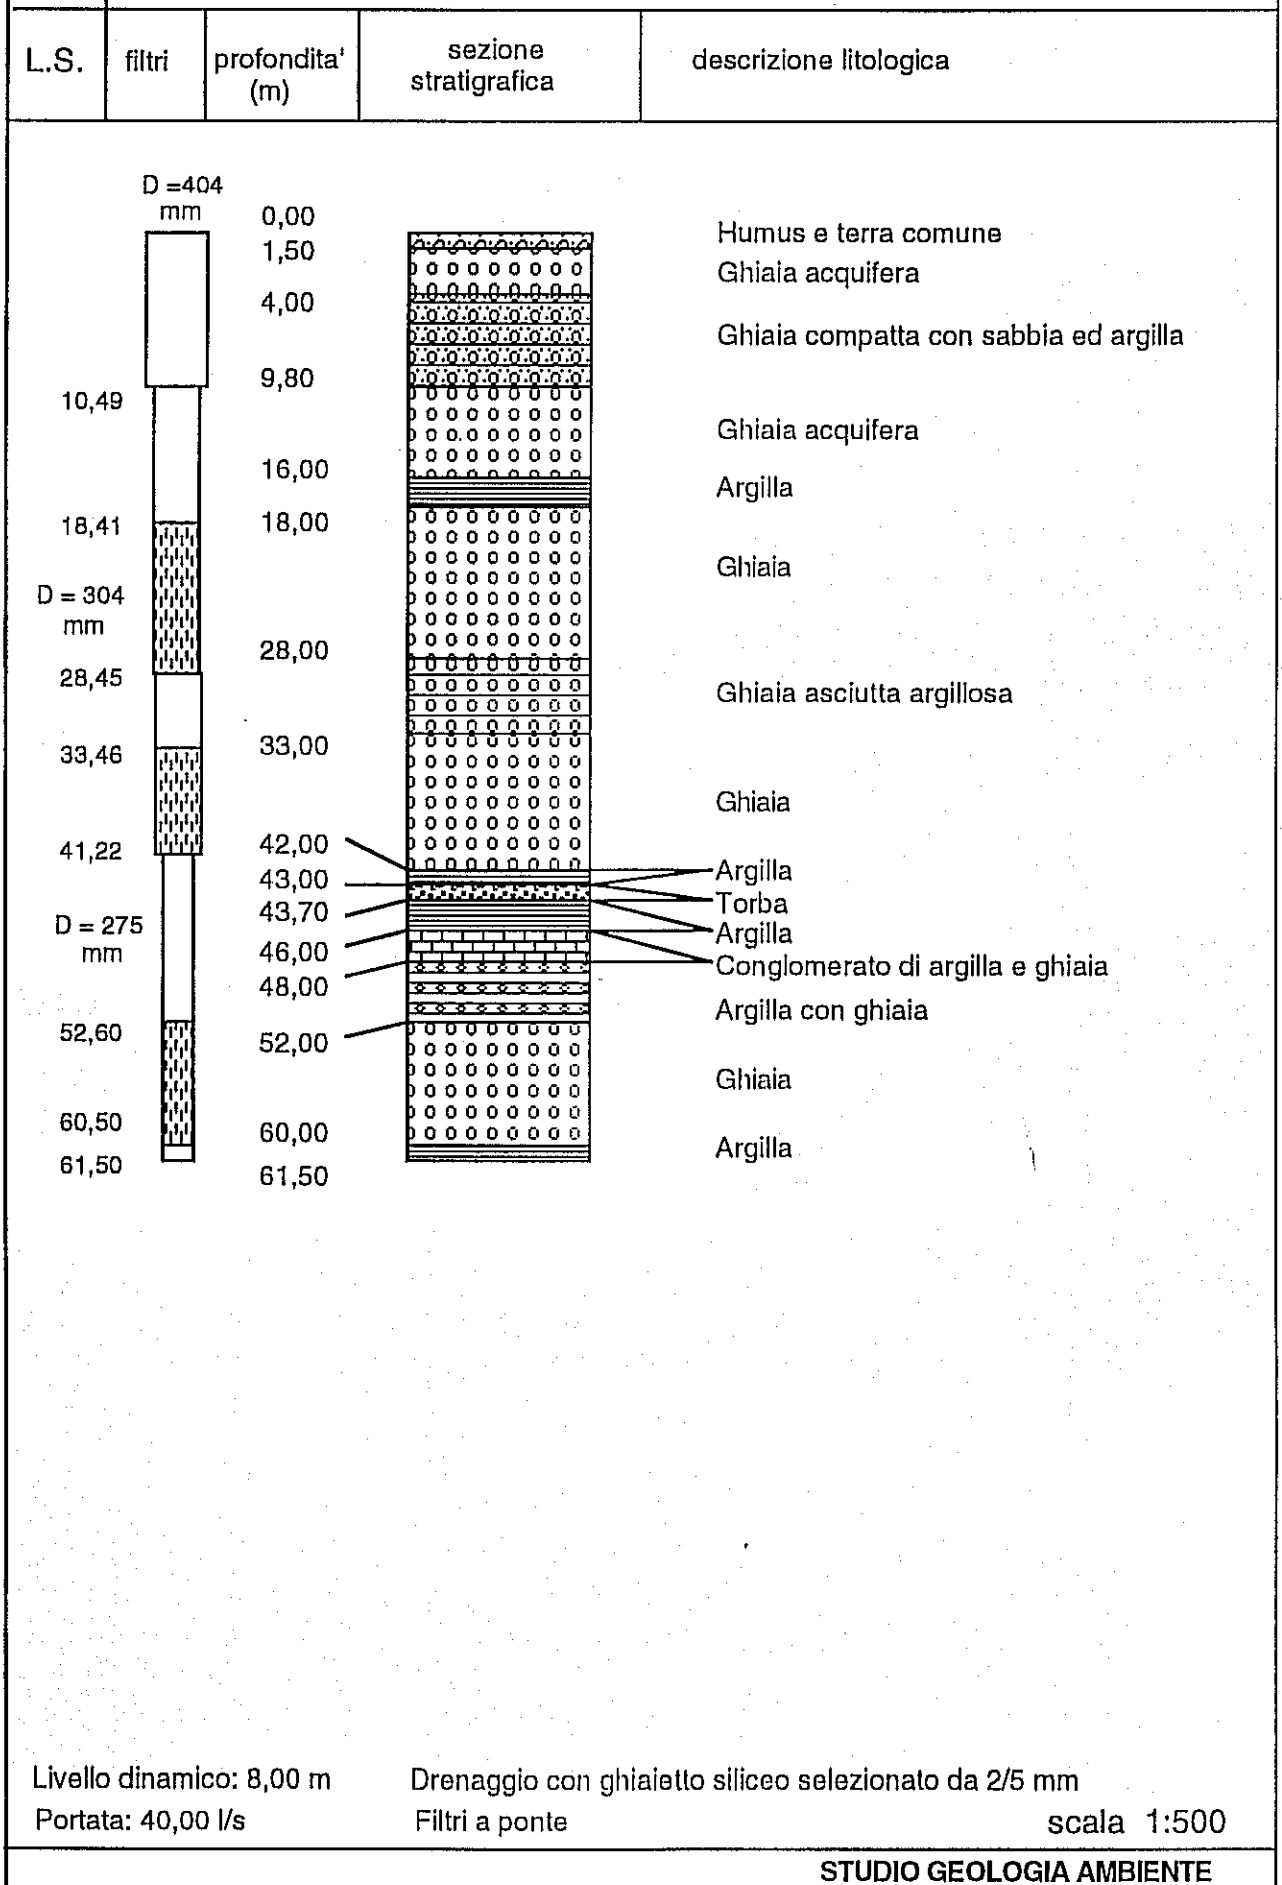 L.S.
filtri
profondita'
(m)
sezione
stratigrafica
descrizione litologica
D =404
mm
0,00
Humus e terra comune
1,50
Ghiaia acquifera
4,00
Ghiaia compatta con sabbia ed argilla
9,80
10,49
Ghiaia acquifera
16,00
Argilla
18,41
18,00
Ghiaia
D = 304
mm
28,00
28,45
Ghiaia asciutta argillosa
33,46
33,00
Ghiaia
41,22
42,00
Argilla
43,00
Torba
43,70
D = 275
mm
Argilla
46,00
Conglomerato di argilla e ghiaia
48,00
Argilla con ghiaia
52,60
52,00
Ghiaia
60,50
60,00
Argilla
61,50
61,50
Livello dinamico: 8,00 m
Drenaggio con ghiaietto siliceo selezionato da 2/5 mm
Portata: 40,00 l/s
Filtri a ponte
scala 1:500
STUDIO GEOLOGIA AMBIENTE